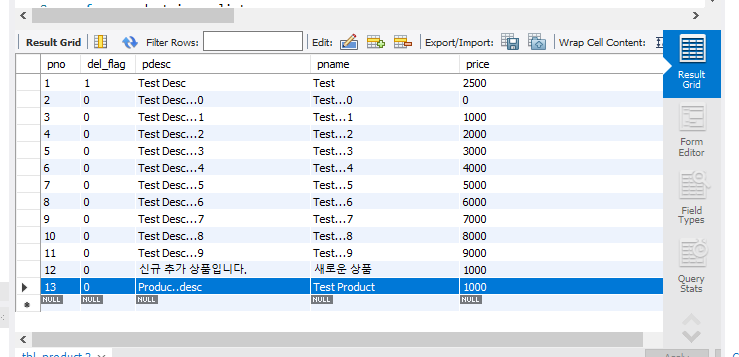 Result Grid Filter Rows: Edit: Export/Import: Wrap Cell Content:
pno del_flag pdesc pname price
1 1 Test Desc Test 2500
2 0 Test Desc...0 Test...0 0
3 0 Test Desc...1 Test...1 1000
4 0 Test Desc...2 Test...2 2000
5 0 Test Desc...3 Test...3 3000
6 0 Test Desc...4 Test...4 4000
7 0 Test Desc...5 Test...5 5000
8 0 Test Desc...6 Test...6 6000
9 0 Test Desc...7 Test...7 7000
10 0 Test Desc...8 Test...8 8000
11 0 Test Desc...9 Test...9 9000
12 0 신규 추가 상품입니다. 새로운 상품 1000
13 0 Produc..desc Test Product 1000
NULL NULL NULL NULL NULL
Result
Grid
Form
Editor
Field
Types
Query
Stats
tbl_product 2
Apply